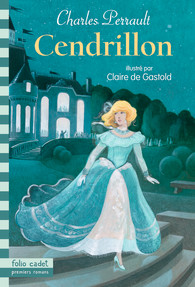 Charles Perrault
Cendrillon
illustré par
Claire de Gastold
folio cadet
premiers romans